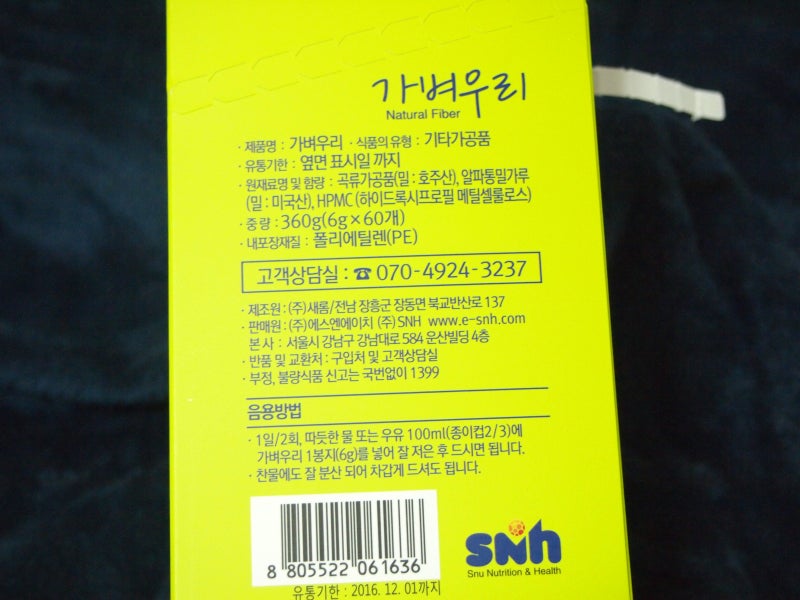 가벼우리
Natural Fiber
· 제품명 : 가벼우리 · 식품의 유형 : 기타가공품
· 유통기한 : 옆면 표시일 까지
· 원재료명 및 함량 : 곡류가공품(밀 : 호주산), 알파통밀가루
(밀 : 미국산), HPMC (하이드록시프로필 메틸셀룰로스)
· 중 량 : 360g(6g×60개)
· 내포장재질 : 폴리에틸렌(PE)
고객상담실 : ☎ 070-4924-3237
· 제조원 : (주)새롬/전남 장흥군 장동면 북교반산로 137
· 판매원 : (주)에스엔에이치 (주) SNH www.e-snh.com
본 사 : 서울시 강남구 강남대로 584 운산빌딩 4층
· 반품 및 교환처 : 구입처 및 고객상담실
· 부정, 불량식품 신고는 국번없이 1399
음용방법
· 1일/2회, 따듯한 물 또는 우유 100ml(종이컵2/3)에
가벼우리 1봉지(6g)를 넣어 잘 저은 후 드시면 됩니다.
· 찬물에도 잘 분산 되어 차갑게 드셔도 됩니다.
8 805522 061636
유통기한 : 2016. 12. 01까지
snh
Snu Nutrition & Health